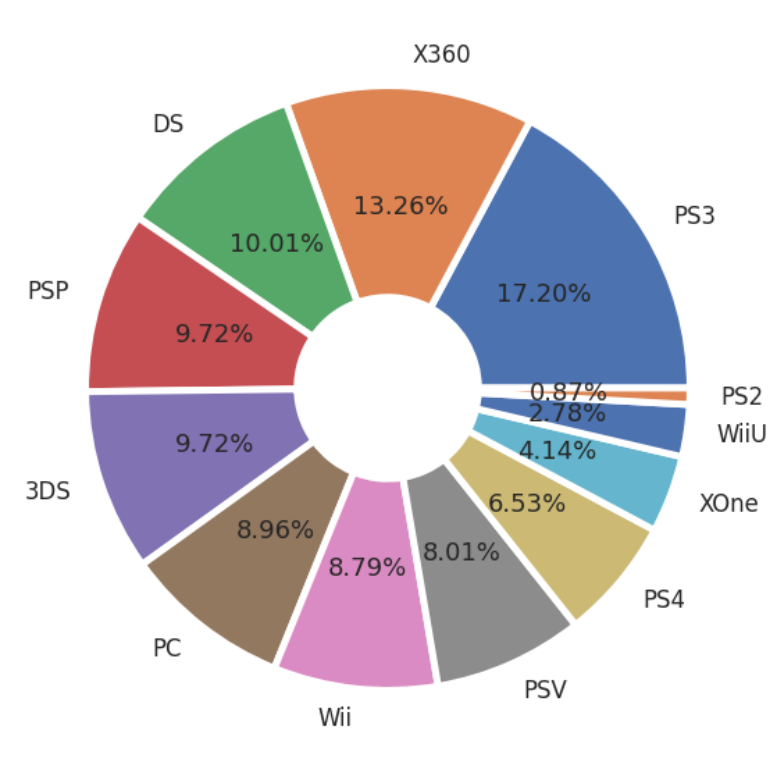 X360
DS
13.26%
PS3
10.01%
PSP
17.20%
9.72%
0.87%
PS2
2.78%
WiiU
9.72%
4.14%
3DS
6.53%
XOne
8.96%
8.01%
8.79%
PS4
PC
PSV
Wii